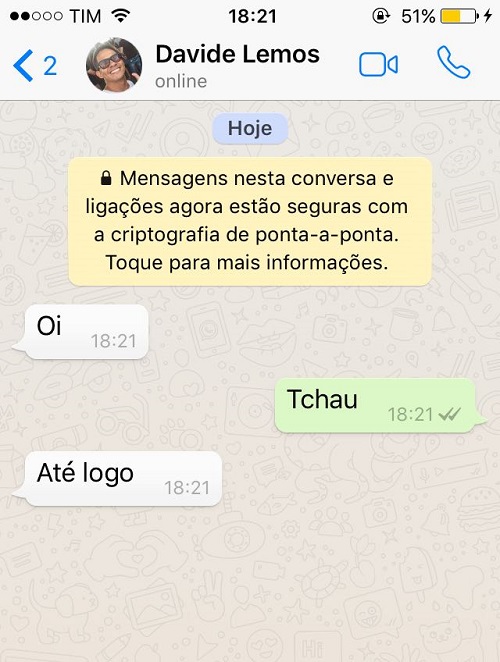 TIM 18:21 51%
2 Davide Lemos
online
Hoje
Mensagens nesta conversa e
ligações agora estão seguras com
a criptografia de ponta-a-ponta.
Toque para mais informações.
Oi 18:21
Tchau 18:21
Até logo 18:21